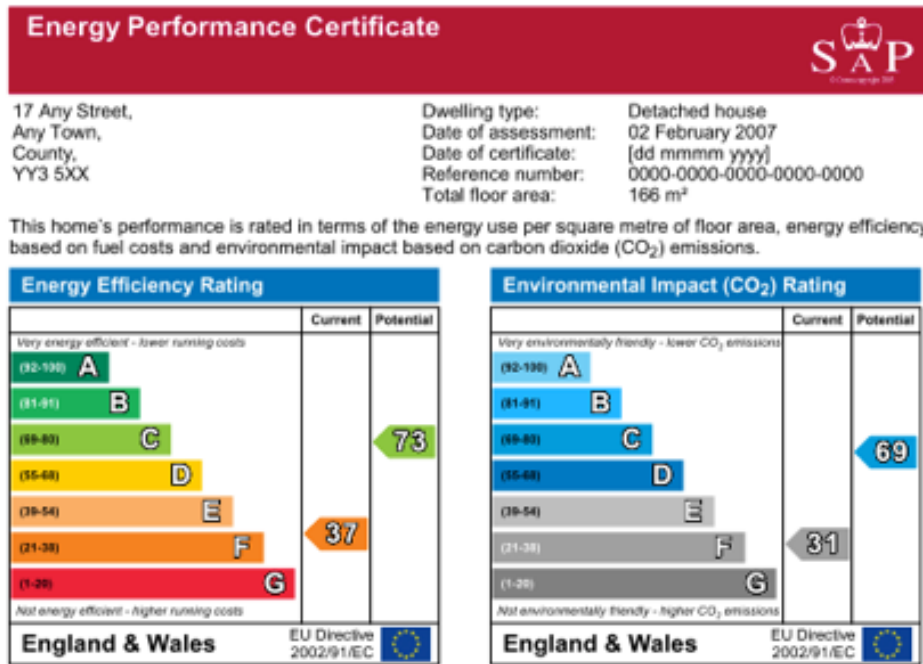 Energy Performance Certificate
SAP
17 Any Street,
Any Town,
County,
YY3 5XX
Dwelling type: Detached house
Date of assessment: 02 February 2007
Date of certificate: [dd mmmm yyyy]
Reference number: 0000-0000-0000-0000-0000
Total floor area: 166 m²
This home's performance is rated in terms of the energy use per square metre of floor area, energy efficiency
based on fuel costs and environmental impact based on carbon dioxide (CO₂) emissions.
Energy Efficiency Rating
Current Potential
Very energy efficient - lower running costs
(92-100) A
(81-91) B
(69-80) C
73
(55-68) D
(39-54) E
37
(21-38) F
(1-20) G
Not energy efficient - higher running costs
England & Wales
EU Directive
2002/91/EC
Environmental Impact (CO₂) Rating
Current Potential
Very environmentally friendly - lower CO₂ emissions
(92-100) A
(81-91) B
(69-80) C
69
(55-68) D
(39-54) E
(21-38) F
31
(1-20) G
Not environmentally friendly - higher CO₂ emissions
England & Wales
EU Directive
2002/91/EC